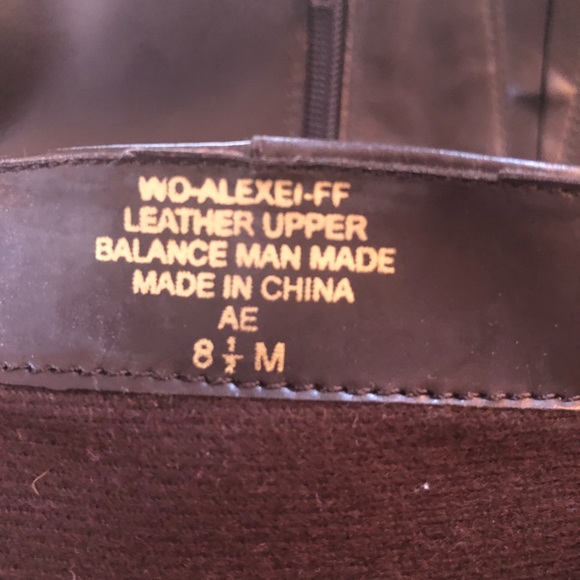 WO-ALEXEI-FF
LEATHER UPPER
BALANCE MAN MADE
MADE IN CHINA
AE
8 1/2 M